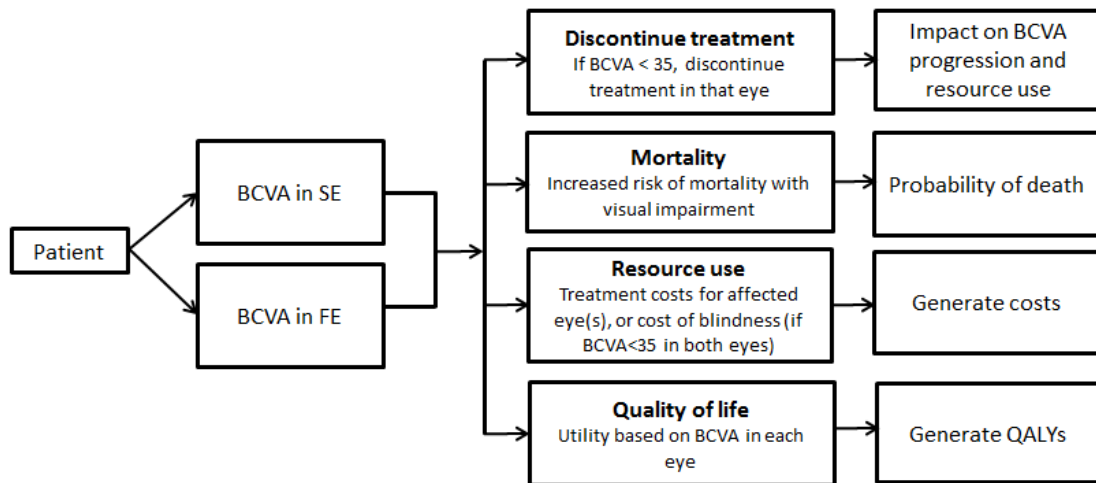 Patient
BCVA in SE
BCVA in FE
Discontinue treatment
If BCVA < 35, discontinue
treatment in that eye
Impact on BCVA
progression and
resource use
Mortality
Increased risk of mortality with
visual impairment
Probability of death
Resource use
Treatment costs for affected
eye(s), or cost of blindness (if
BCVA<35 in both eyes)
Generate costs
Quality of life
Utility based on BCVA in each
eye
Generate QALYs